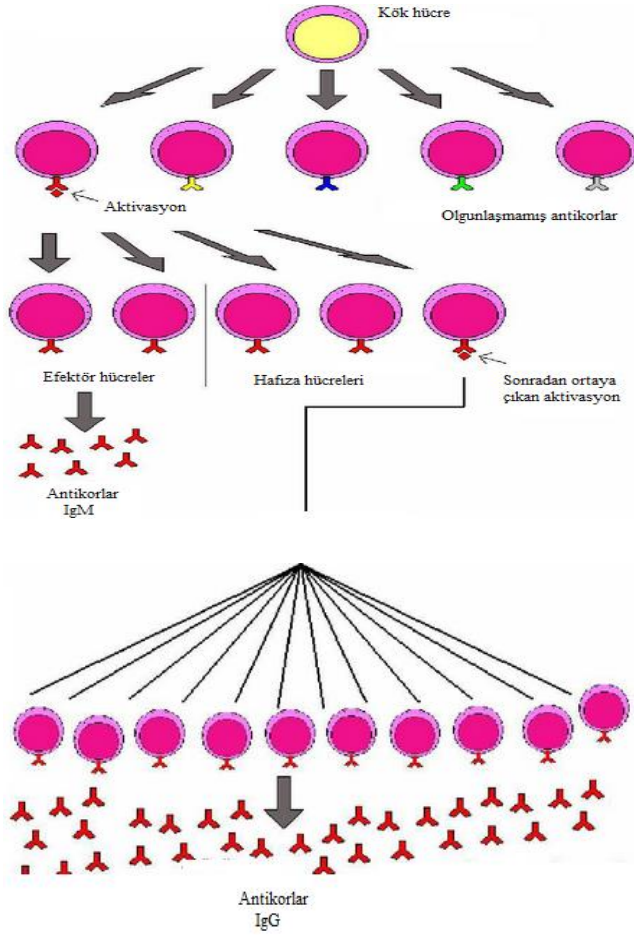 Kök hücre
Aktivasyon
Olgunlaşmamış antikorlar
Efektör hücreler
Hafıza hücreleri
Sonradan ortaya
çıkan aktivasyon
Antikorlar
IgM
Antikorlar
IgG